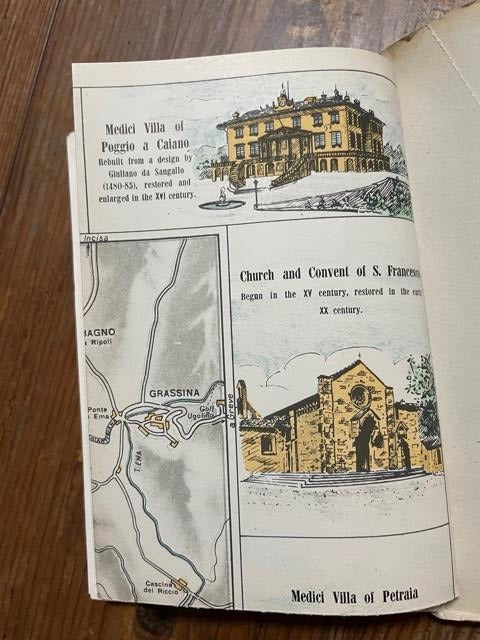 Medici Villa of
Poggio a Caiano
Rebuilt from a design by
Giuliano da Sangallo
(1480-85), restored and
enlarged in the XVI century.
Incisa
BAGNO
a Ripoli
GRASSINA
Golf
Ugolino
Ponte
a Ema
T. EMA
a Greve
Cascina
del Riccio
Church and Convent of S. Francesco
Begun in the XV century, restored in the early
XX century.
Medici Villa of Petraia